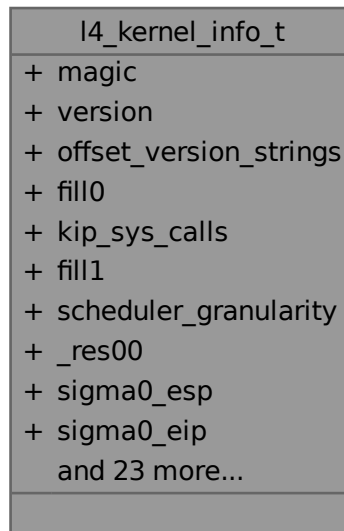 l4_kernel_info_t
+ magic
+ version
+ offset_version_strings
+ fill0
+ kip_sys_calls
+ fill1
+ scheduler_granularity
+ _res00
+ sigma0_esp
+ sigma0_eip
and 23 more...